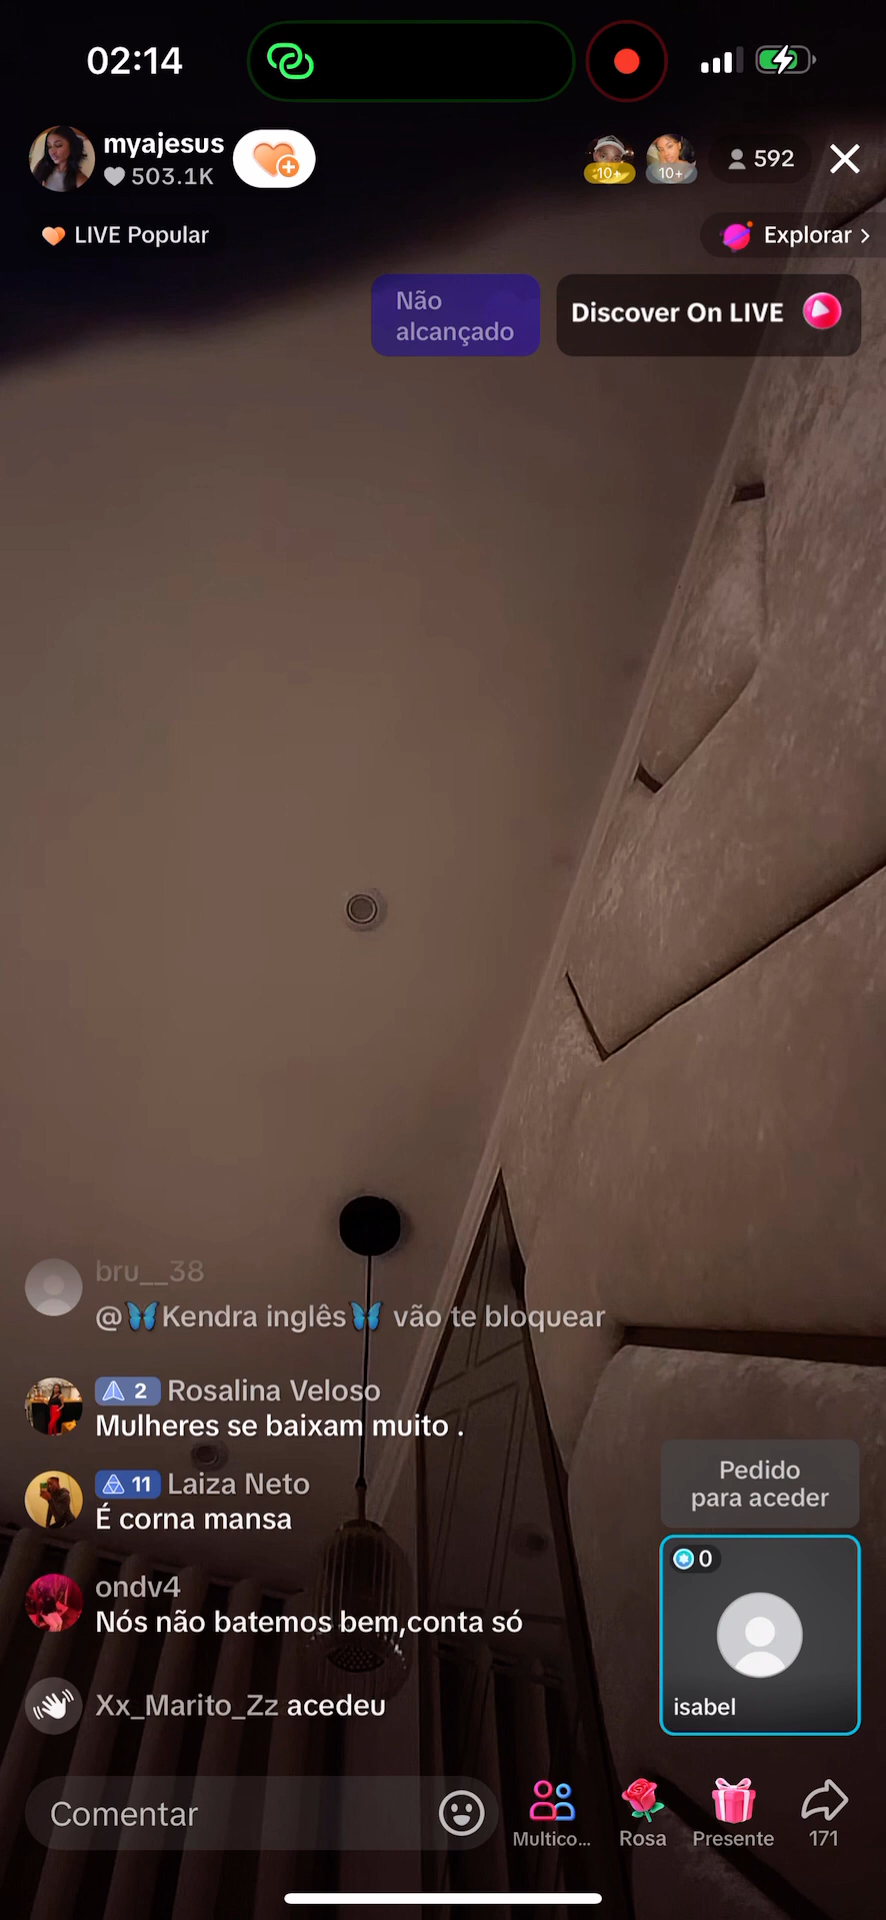 02:14
myajesus
503.1K
10+
10+
592
LIVE Popular
Explorar
Não
alcançado
Discover On LIVE
bru__38
@🦋Kendra inglês🦋 vão te bloquear
2 Rosalina Veloso
Mulheres se baixam muito .
11 Laiza Neto
É corna mansa
ondv4
Nós não batemos bem,conta só
Xx_Marito_Zz acedeu
Pedido
para aceder
0
isabel
Comentar
Multico...
Rosa
Presente
171